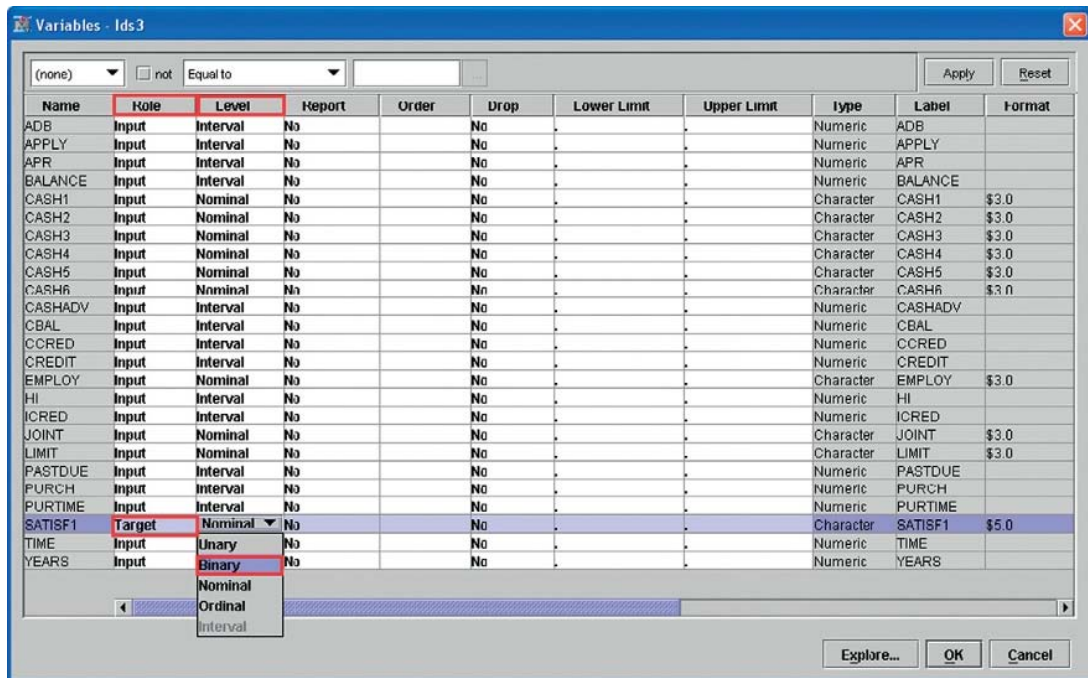 Variables - Ids3
(none) not Equal to ... Apply Reset
Name Role Level Report Order Drop Lower Limit Upper Limit Type Label Format
ADB Input Interval No No . . Numeric ADB
APPLY Input Interval No No . . Numeric APPLY
APR Input Interval No No . . Numeric APR
BALANCE Input Interval No No . . Numeric BALANCE
CASH1 Input Nominal No No . . Character CASH1 $3.0
CASH2 Input Nominal No No . . Character CASH2 $3.0
CASH3 Input Nominal No No . . Character CASH3 $3.0
CASH4 Input Nominal No No . . Character CASH4 $3.0
CASH5 Input Nominal No No . . Character CASH5 $3.0
CASH6 Input Nominal No No . . Character CASH6 $3.0
CASHADV Input Interval No No . . Numeric CASHADV
CBAL Input Interval No No . . Numeric CBAL
CCRED Input Interval No No . . Numeric CCRED
CREDIT Input Interval No No . . Numeric CREDIT
EMPLOY Input Nominal No No . . Character EMPLOY $3.0
HI Input Interval No No . . Numeric HI
ICRED Input Interval No No . . Numeric ICRED
JOINT Input Nominal No No . . Character JOINT $3.0
LIMIT Input Nominal No No . . Character LIMIT $3.0
PASTDUE Input Interval No No . . Numeric PASTDUE
PURCH Input Interval No No . . Numeric PURCH
PURTIME Input Interval No No . . Numeric PURTIME
SATISF1 Target Nominal No No . . Character SATISF1 $5.0
TIME Input Unary No No . . Numeric TIME
YEARS Input Binary No No . . Numeric YEARS
Nominal
Ordinal
Interval
Explore... OK Cancel